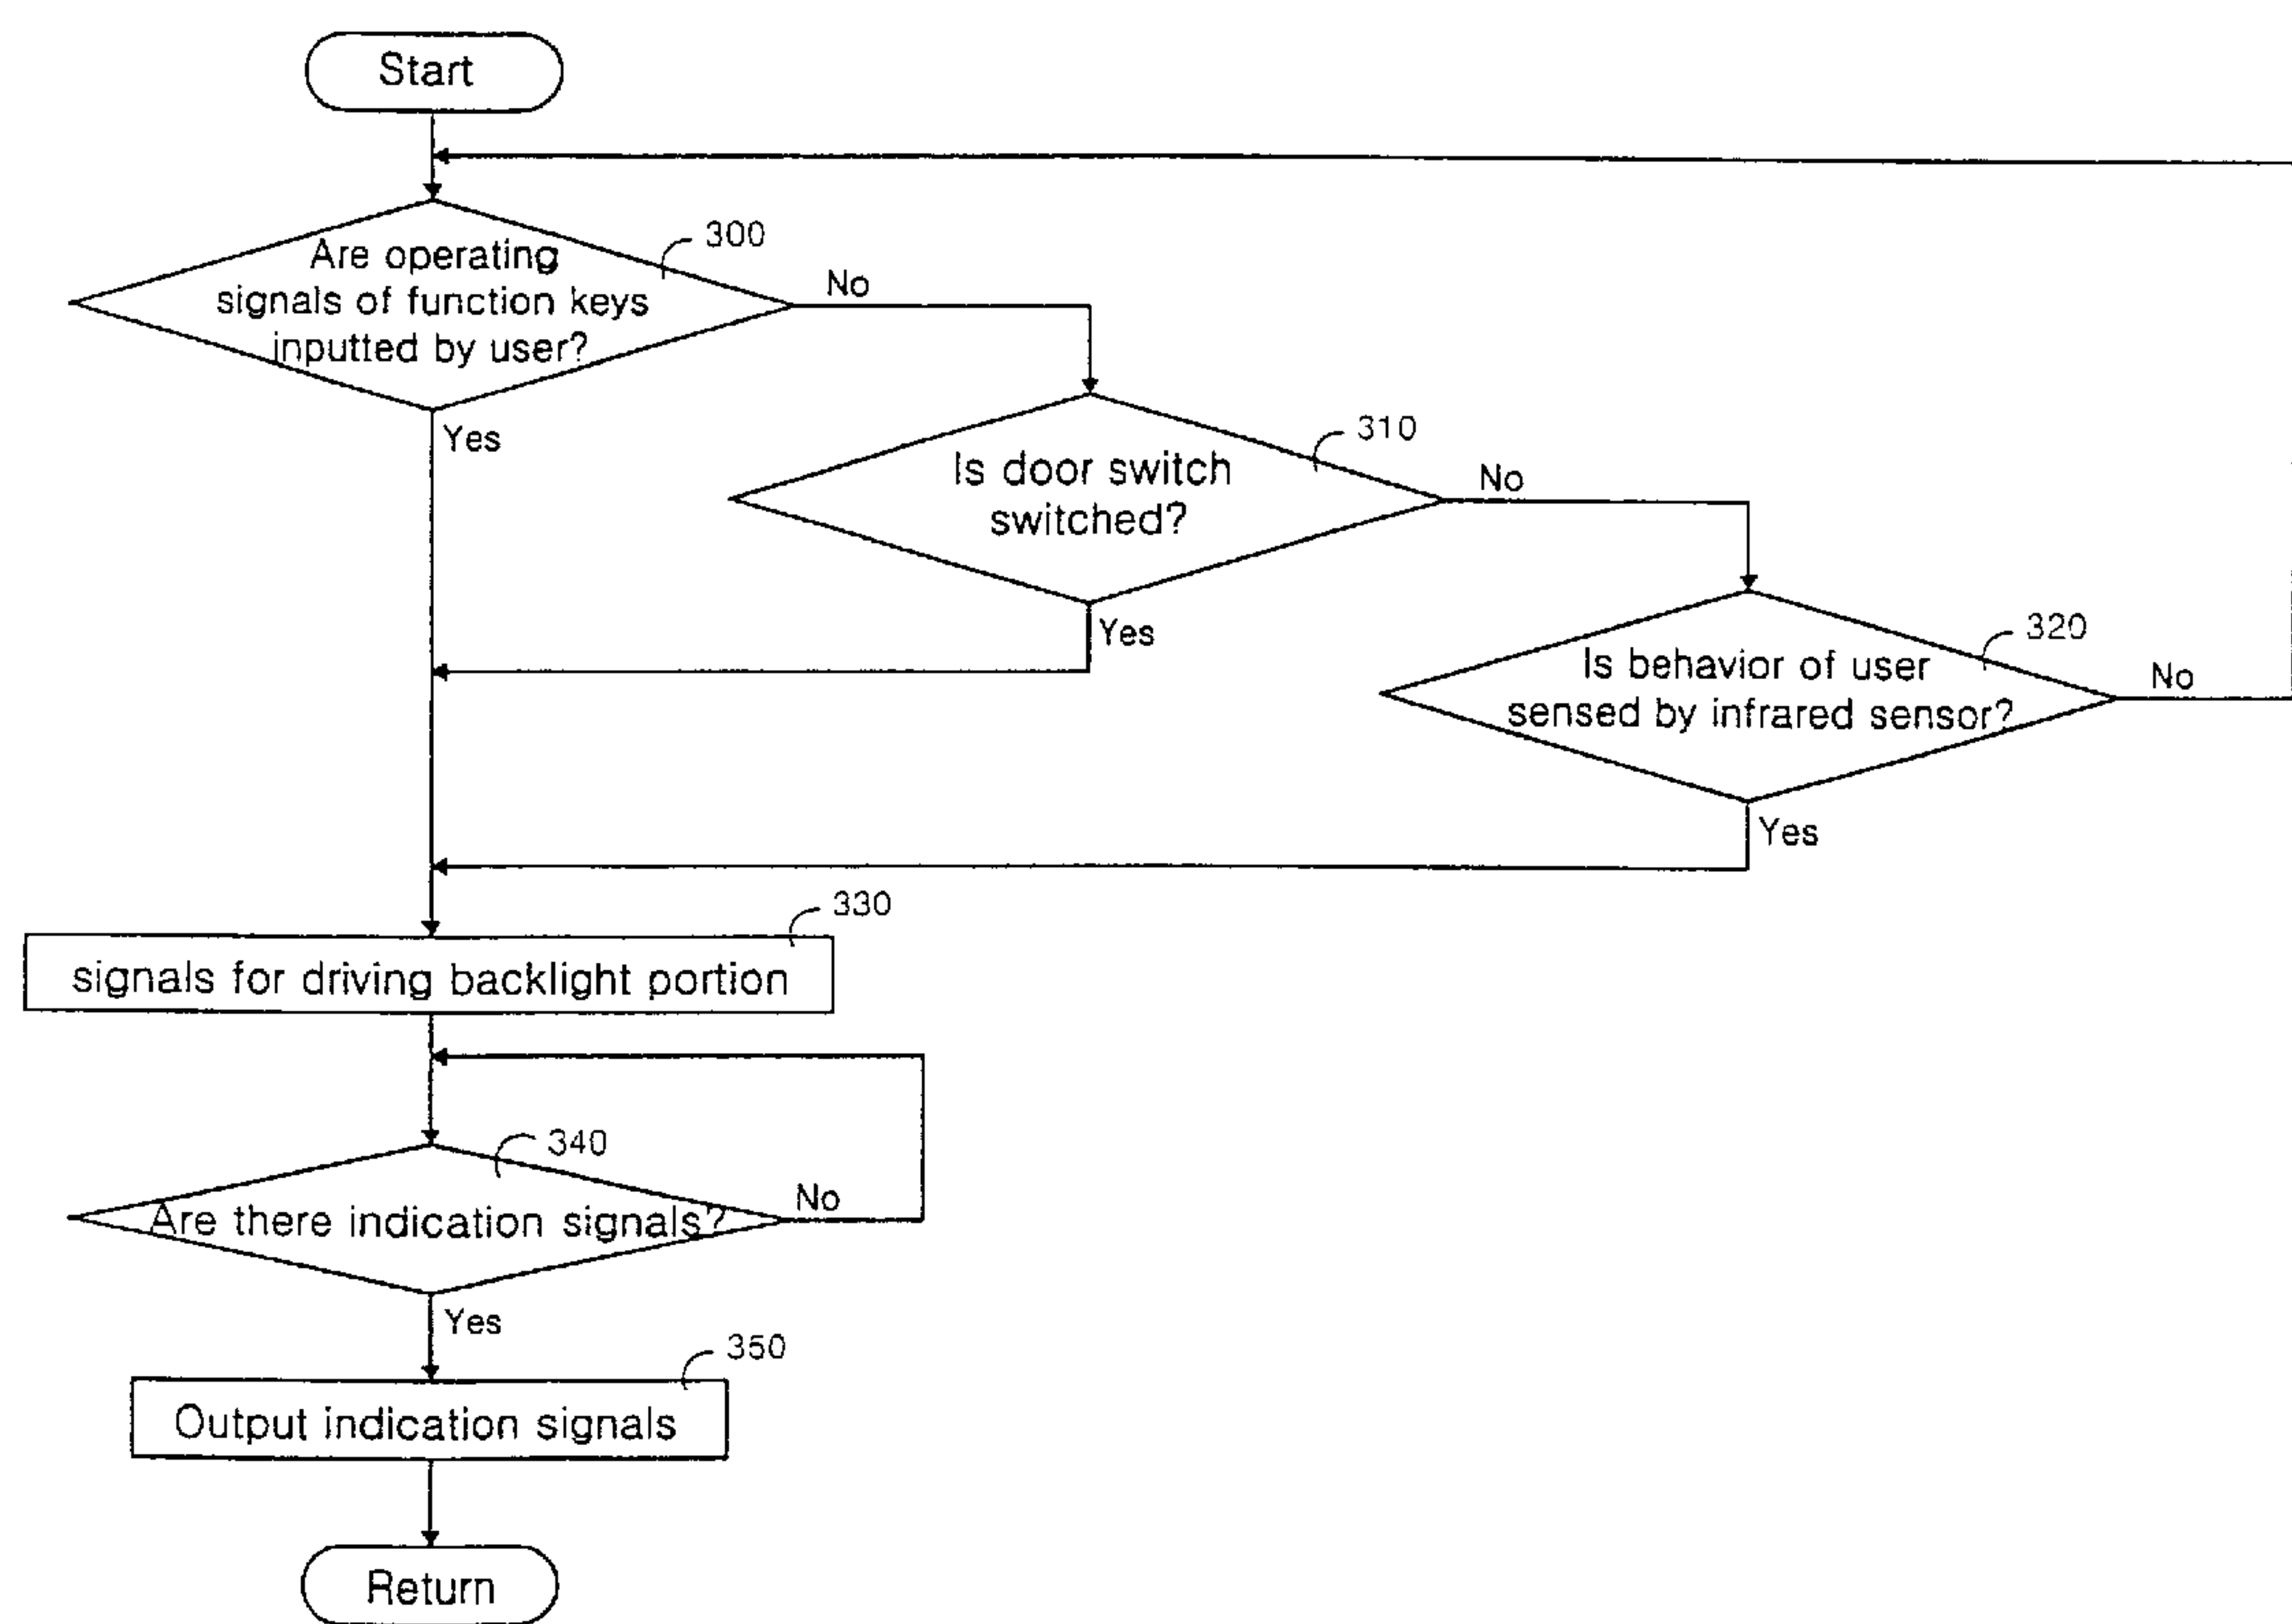 Start
300
Are operating
signals of function keys
inputted by user?
No
Yes
310
Is door switch
switched?
No
Yes
320
Is behavior of user
sensed by infrared sensor?
No
Yes
330
signals for driving backlight portion
340
Are there indication signals?
No
Yes
350
Output indication signals
Return